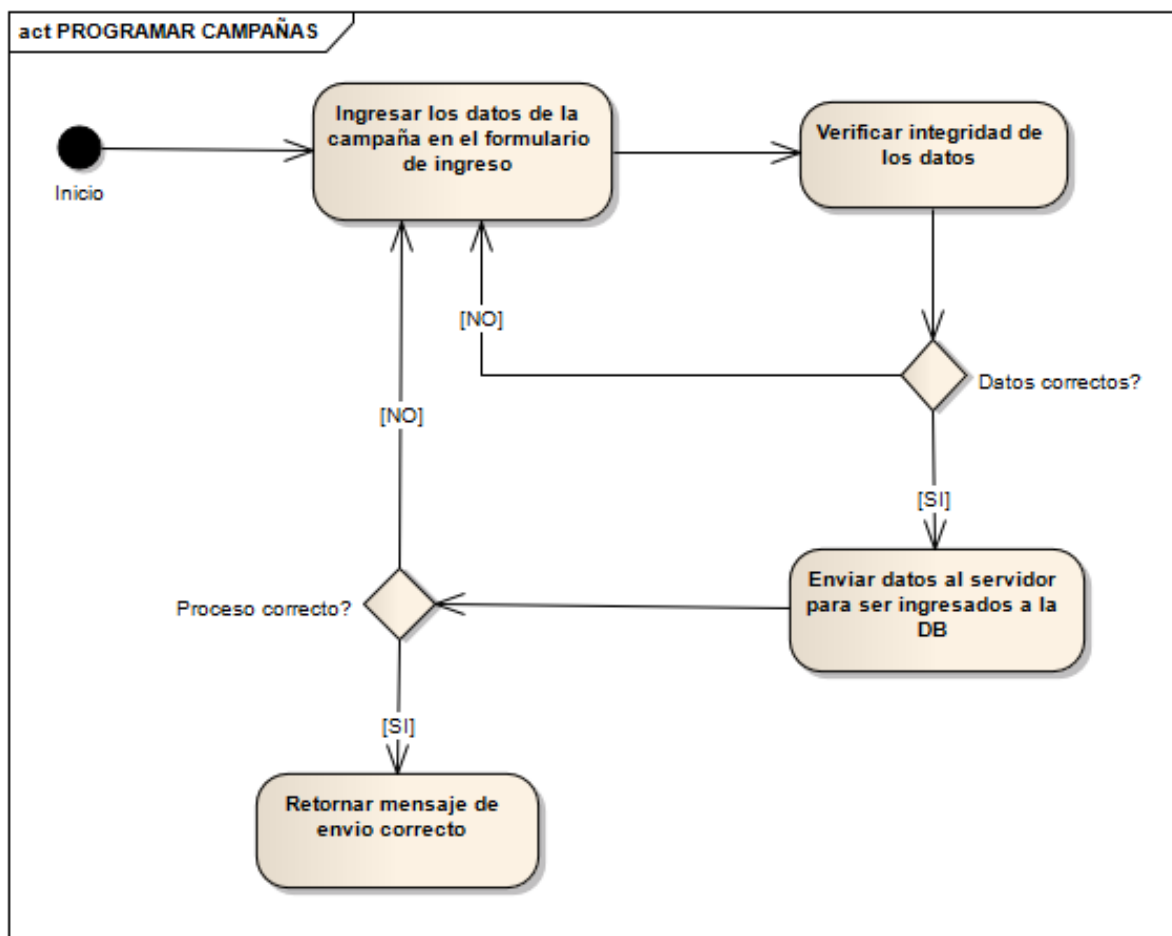 act PROGRAMAR CAMPAÑAS
Inicio
Ingresar los datos de la
campaña en el formulario
de ingreso
Verificar integridad de
los datos
[NO]
Datos correctos?
[NO]
[SI]
Enviar datos al servidor
para ser ingresados a la
DB
Proceso correcto?
[SI]
Retornar mensaje de
envio correcto